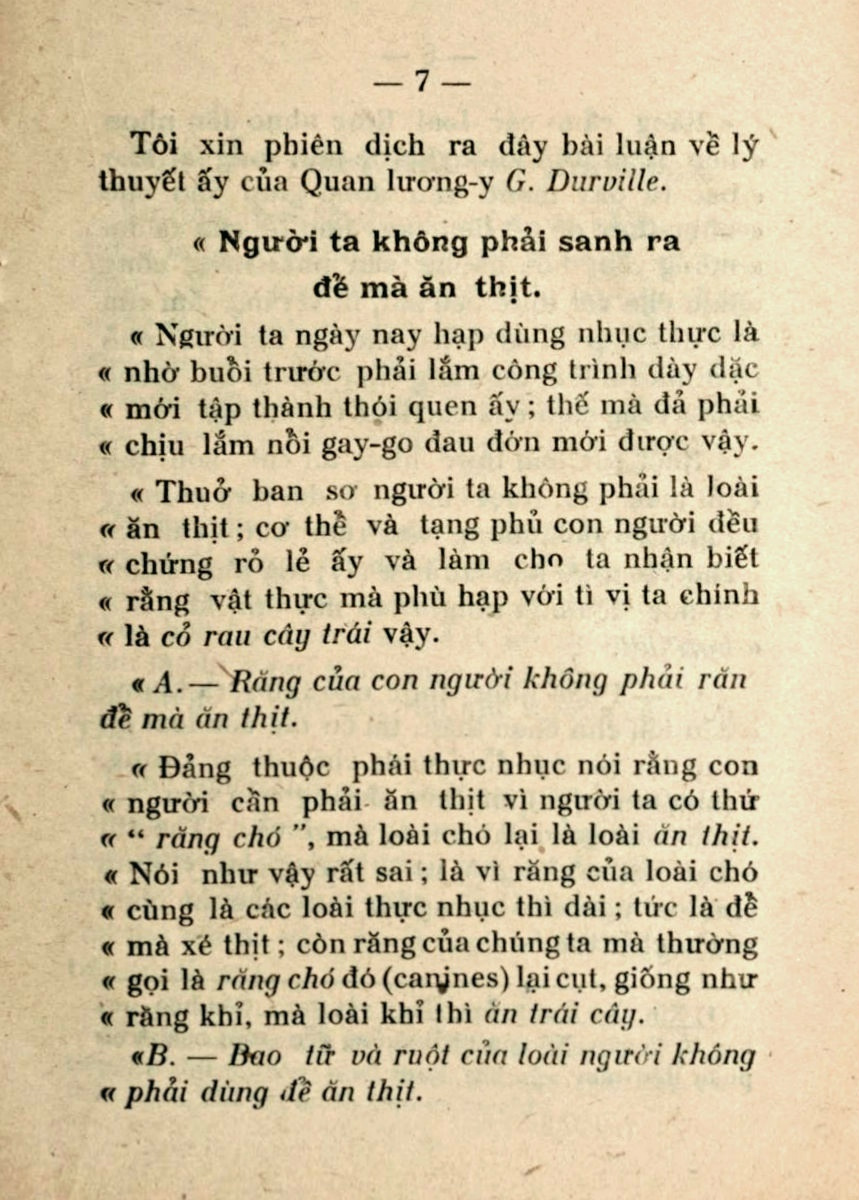 — 7 —
Tôi xin phiên dịch ra đây bài luận về lý
thuyết ấy của Quan lương-y G. Durville.
« Người ta không phải sanh ra
để mà ăn thịt.
« Người ta ngày nay hạp dùng nhục thực là
« nhờ buổi trước phải lắm công trình dày dặc
« mới tập thành thói quen ấy ; thế mà đả phải
« chịu lắm nỗi gay-go đau đớn mới được vậy.
« Thuở ban sơ người ta không phải là loài
« ăn thịt ; cơ thể và tạng phủ con người đều
« chứng rỏ lẻ ấy và làm cho ta nhận biết
« rằng vật thực mà phù hạp với tì vị ta chính
« là cỏ rau cây trái vậy.
« A. — Răng của con người không phải răn
để mà ăn thịt.
« Đảng thuộc phái thực nhục nói rằng con
« người cần phải ăn thịt vì người ta có thứ
« “ răng chó ”, mà loài chó lại là loài ăn thịt.
« Nói như vậy rất sai ; là vì răng của loài chó
« cùng là các loài thực nhục thì dài ; tức là để
« mà xé thịt ; còn răng của chúng ta mà thường
« gọi là răng chó đó (canines) lại cụt, giống như
« răng khỉ, mà loài khỉ thì ăn trái cây.
«B. — Bao tử và ruột của loài người không
« phải dùng để ăn thịt.